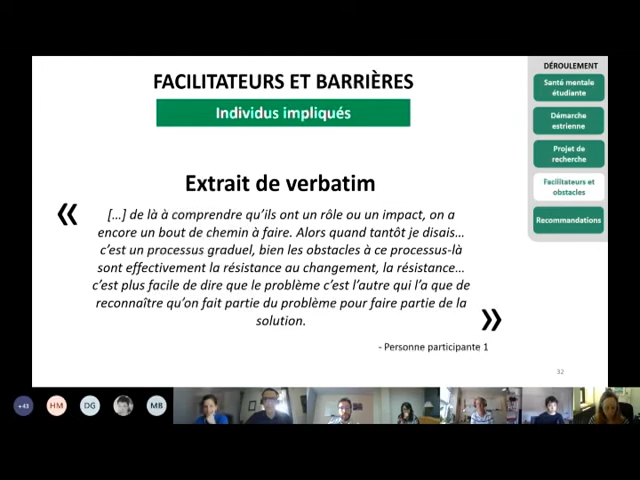 FACILITATEURS ET BARRIÈRES
Individus impliqués
Extrait de verbatim
«
[…] de là à comprendre qu'ils ont un rôle ou un impact, on a
encore un bout de chemin à faire. Alors quand tantôt je disais…
c'est un processus graduel, bien les obstacles à ce processus-là
sont effectivement la résistance au changement, la résistance…
c'est plus facile de dire que le problème c'est l'autre qui l'a que de
reconnaître qu'on fait partie du problème pour faire partie de la
solution.
»
- Personne participante 1
32
DÉROULEMENT
Santé mentale
étudiante
Démarche
estrienne
Projet de
recherche
Facilitateurs et
obstacles
Recommandations
+43
HM
DG
MB